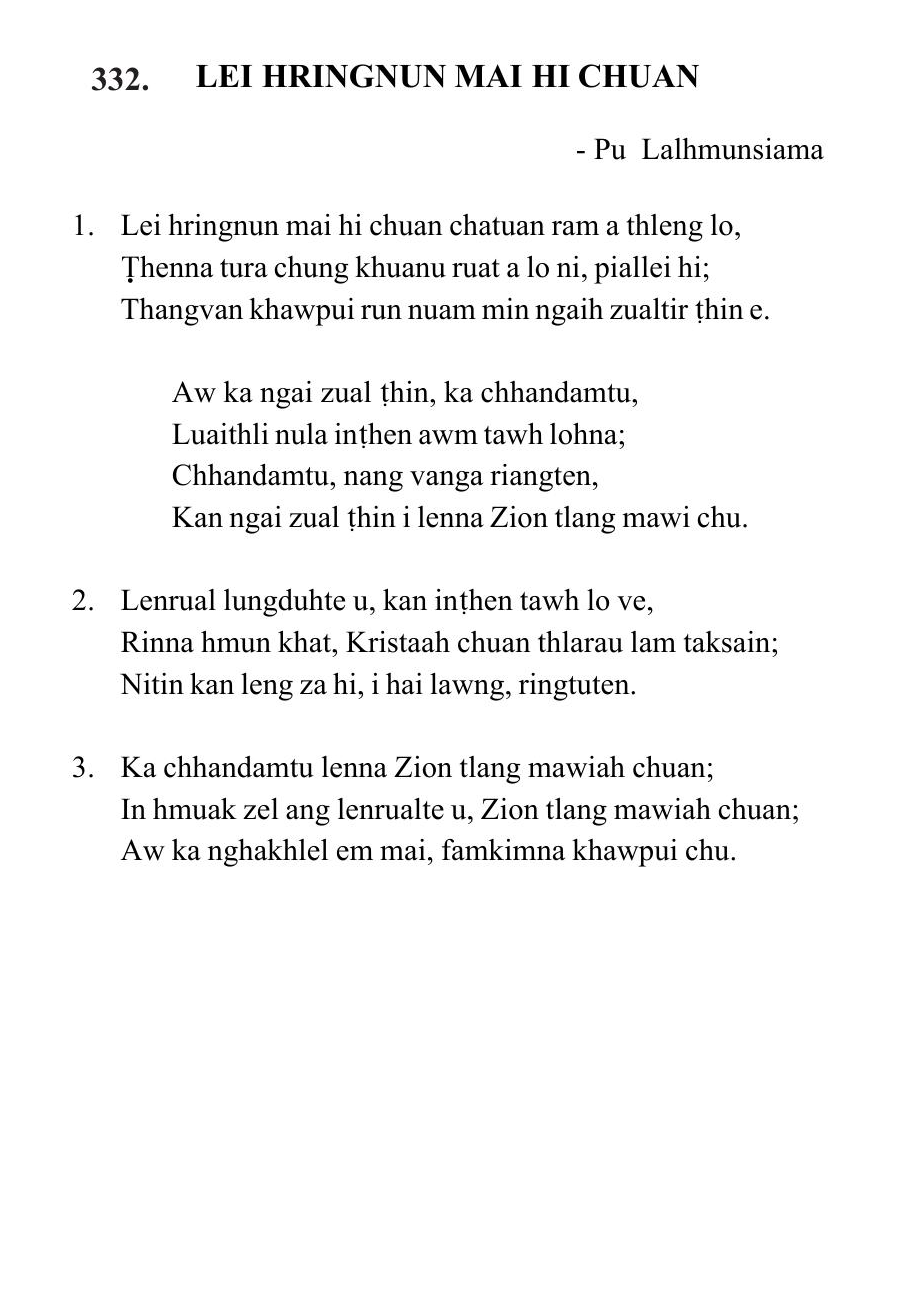 332. LEI HRINGNUN MAI HI CHUAN
- Pu Lalhmunsiama
1. Lei hringnun mai hi chuan chatuan ram a thleng lo,
Ṭhenna tura chung khuanu ruat a lo ni, piallei hi;
Thangvan khawpui run nuam min ngaih zualtir ṭhin e.
Aw ka ngai zual ṭhin, ka chhandamtu,
Luaithli nula inṭhen awm tawh lohna;
Chhandamtu, nang vanga riangten,
Kan ngai zual ṭhin i lenna Zion tlang mawi chu.
2. Lenrual lungduhte u, kan inṭhen tawh lo ve,
Rinna hmun khat, Kristaah chuan thlarau lam taksain;
Nitin kan leng za hi, i hai lawng, ringtuten.
3. Ka chhandamtu lenna Zion tlang mawiah chuan;
In hmuak zel ang lenrualte u, Zion tlang mawiah chuan;
Aw ka nghakhlel em mai, famkimna khawpui chu.